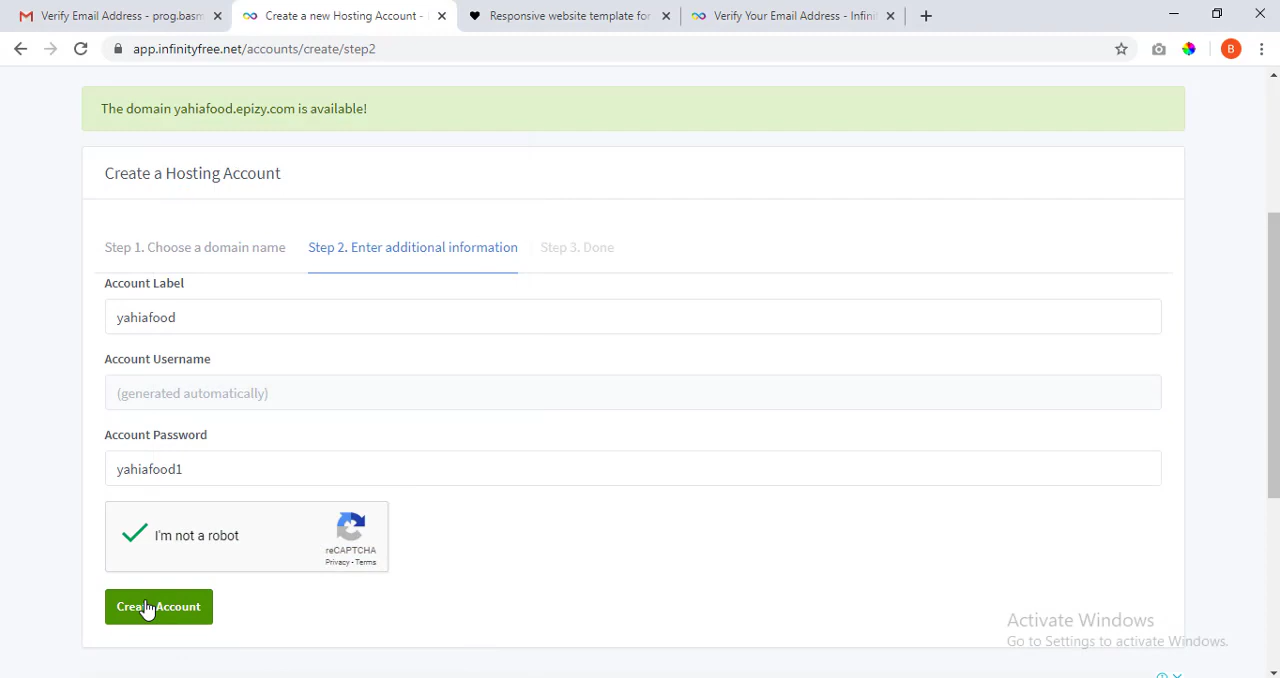 Verify Email Address - prog.basm
Create a new Hosting Account -
Responsive website template for
Verify Your Email Address - Infini
app.infinityfree.net/accounts/create/step2
B
The domain yahiafood.epizy.com is available!
Create a Hosting Account
Step 1. Choose a domain name
Step 2. Enter additional information
Step 3. Done
Account Label
yahiafood
Account Username
(generated automatically)
Account Password
yahiafood1
I'm not a robot
reCAPTCHA
Privacy - Terms
Create Account
Activate Windows
Go to Settings to activate Windows.